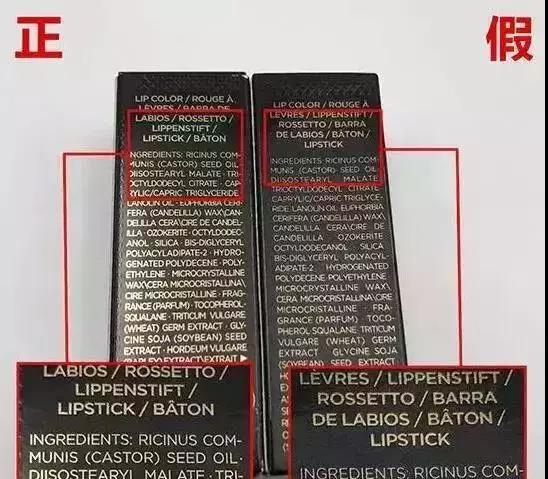 正
假
LIP COLOR / ROUGE À
LÈVRES / BARRA DE
LABIOS / ROSSETTO /
LIPPENSTIFT /
LIPSTICK / BÂTON
INGREDIENTS: RICINUS COM-
MUNIS (CASTOR) SEED OIL·
DIISOSTEARYL MALATE · TRI-
OCTYLDODECYL CITRATE · CAP-
RYLIC/CAPRIC TRIGLYCERIDE
LANOLIN OIL · EUPHORBIA CERI-
FERA (CANDELILLA) WAX\CAN-
DELILLA CERA\CIRE DE CANDEL-
ILLA · OZOKERITE · OCTYLDODEC-
ANOL · SILICA · BIS-DIGLYCERYL
POLYACYLADIPATE-2 · HYDRO-
GENATED POLYDECENE · POLY-
ETHYLENE · MICROCRYSTALLINE
WAX\CERA MICROCRISTALLINA\
CIRE MICROCRISTALLINE · FRAG-
RANCE (PARFUM) · TOCOPHEROL·
SQUALANE · TRITICUM VULGARE
(WHEAT) GERM EXTRACT · GLY-
CINE SOJA (SOYBEAN) SEED
EXTRACT · HORDEUM VULGARE
(BARLEY) EXTRACT\EXTRAIT
LIP COLOR / ROUGE À
LÈVRES / LIPPENSTIFT /
ROSSETTO / BARRA
DE LABIOS / BÂTON /
LIPSTICK
INGREDIENTS: RICINUS COM-
MUNIS (CASTOR) SEED OIL
DIISOSTEARYL MALATE
TRIOCTYLDODECYL CITRATE
CAPRYLIC/CAPRIC TRIGLYCE-
RIDE LANOLIN OIL EUPHORBIA
CERIFERA (CANDELILLA) WAX\
CANDELILLA CERA\CIRE DE
CANDELILLA OZOKERITE
OCTYLDODECANOL SILICA
BIS-DIGLYCERYL POLYACYL-
ADIPATE-2 HYDROGENATED
POLYDECENE POLYETHYLENE
MICROCRYSTALLINE WAX\
CERA MICROCRISTALLINA\CIRE
MICROCRISTALLINE FRA-
GRANCE (PARFUM) TOCO-
PHEROL SQUALANE TRITICUM
VULGARE (WHEAT) GERM
EXTRACT GLYCINE SOJA
(SOYBEAN) SEED EXTRACT
LABIOS / ROSSETTO /
LIPPENSTIFT /
LIPSTICK / BÂTON
INGREDIENTS: RICINUS COM-
MUNIS (CASTOR) SEED OIL·
DIISOSTEARYL MALATE · TRI-
LÈVRES / LIPPENSTIFT /
ROSSETTO / BARRA
DE LABIOS / BÂTON /
LIPSTICK
INGREDIENTS: RICINUS COM-